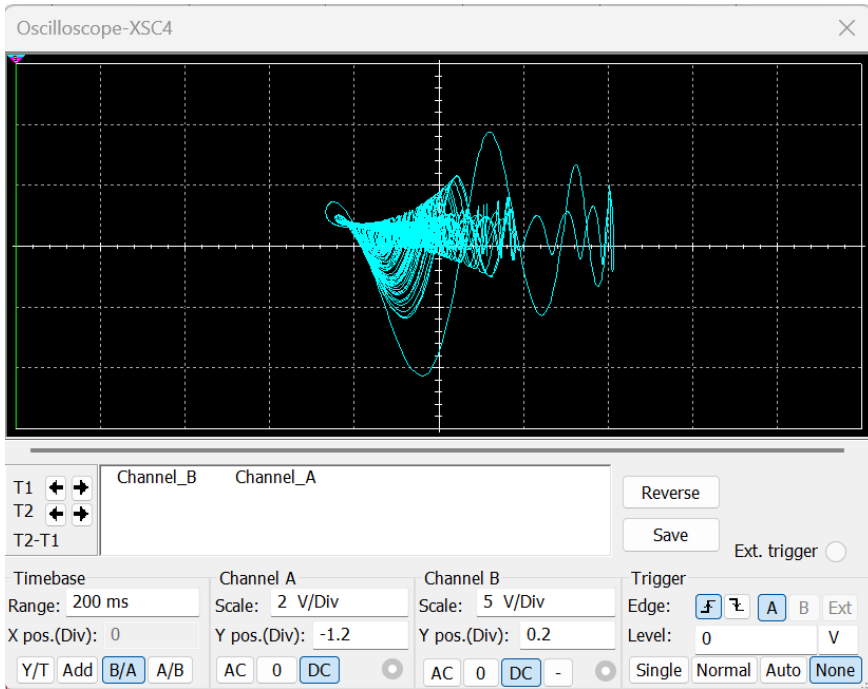 Oscilloscope-XSC4
T1
T2
T2-T1
Channel_B Channel_A
Reverse
Save
Ext. trigger
Timebase
Range: 200 ms
X pos.(Div): 0
Y/T Add B/A A/B
Channel A
Scale: 2 V/Div
Y pos.(Div): -1.2
AC 0 DC
Channel B
Scale: 5 V/Div
Y pos.(Div): 0.2
AC 0 DC -
Trigger
Edge: A B Ext
Level: 0 V
Single Normal Auto None